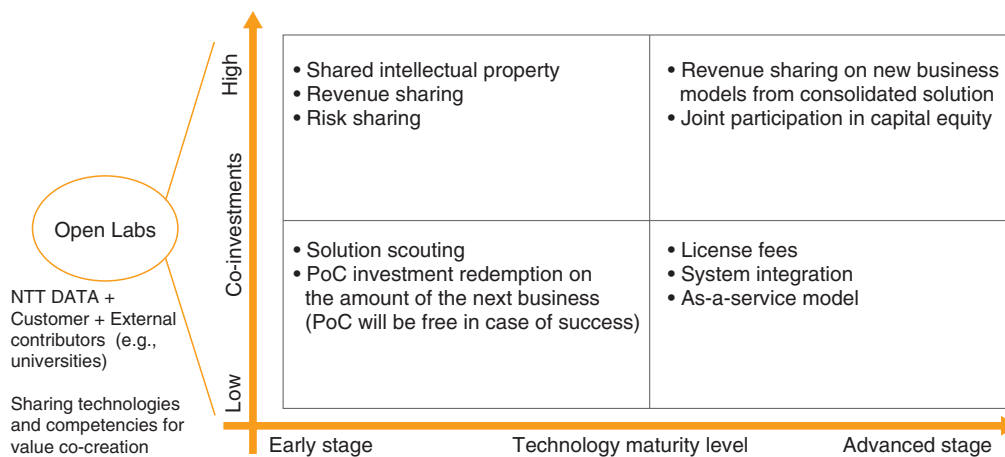 Open Labs
NTT DATA +
Customer + External
contributors (e.g.,
universities)
Sharing technologies
and competencies for
value co-creation
High
Co-investments
Low
• Shared intellectual property
• Revenue sharing
• Risk sharing
• Revenue sharing on new business
models from consolidated solution
• Joint participation in capital equity
• Solution scouting
• PoC investment redemption on
the amount of the next business
(PoC will be free in case of success)
• License fees
• System integration
• As-a-service model
Early stage
Technology maturity level
Advanced stage